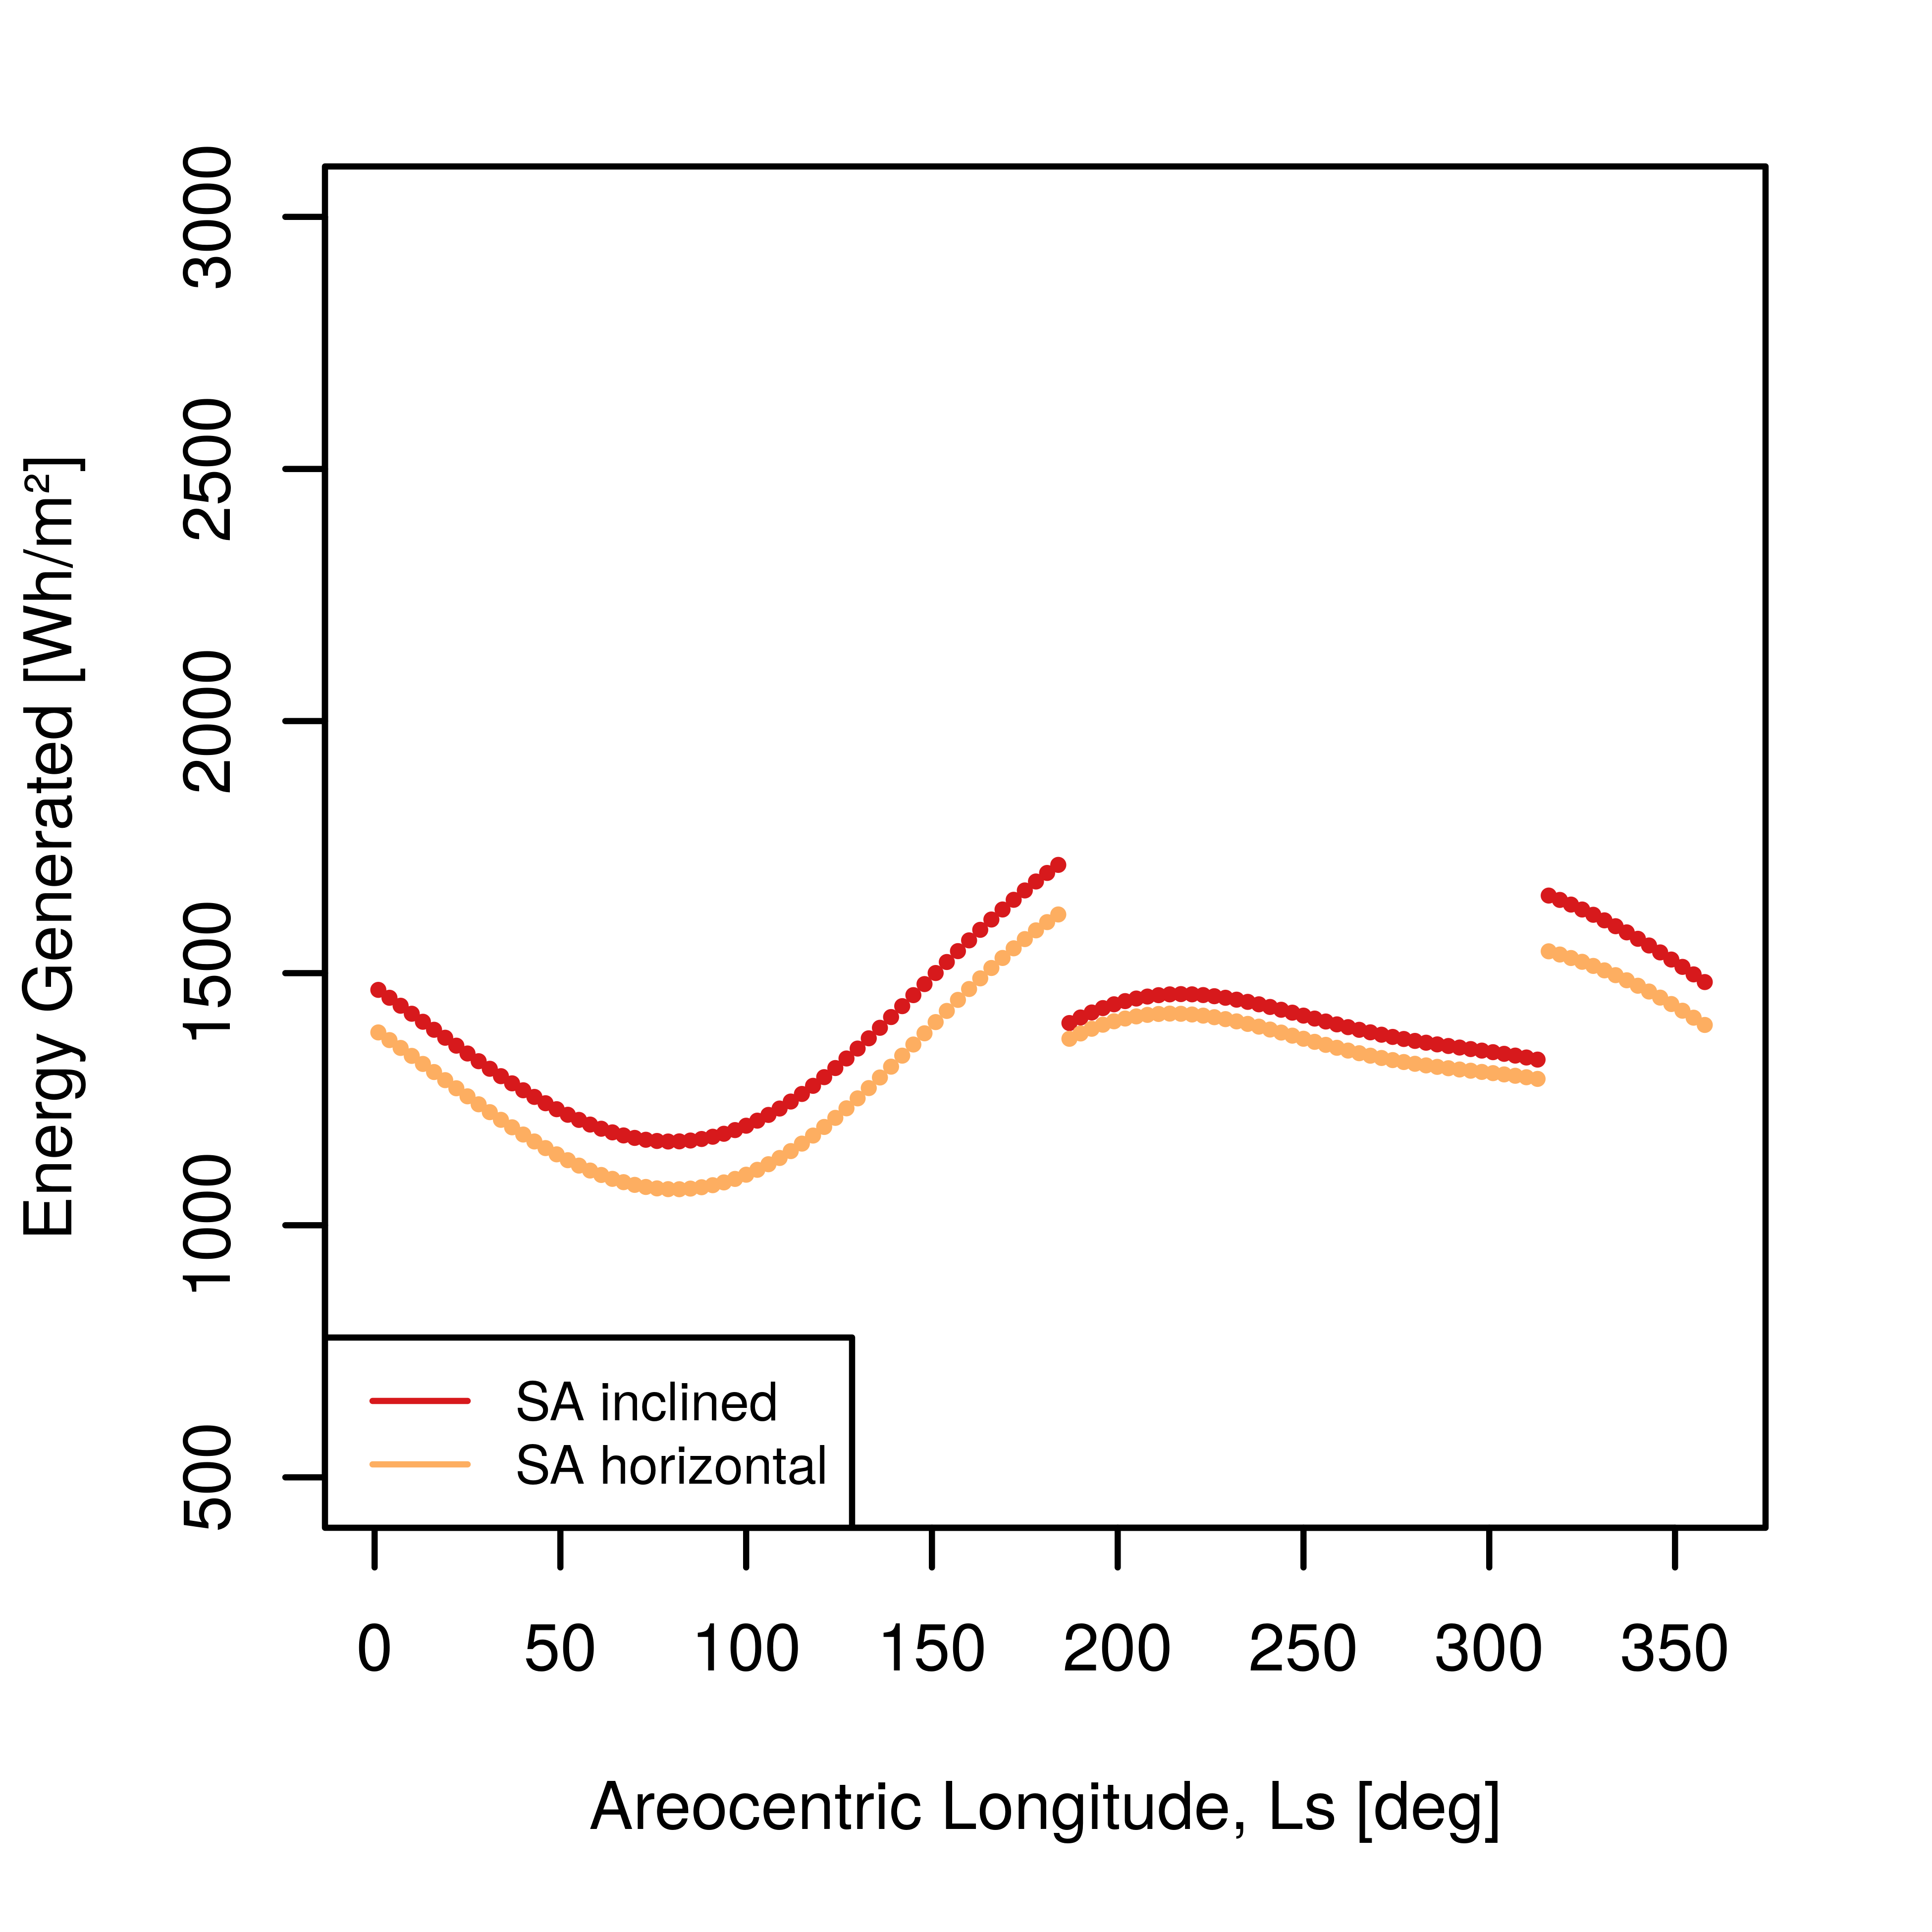 Energy Generated [Wh/m²]
3000
2500
2000
1500
1000
500
SA inclined
SA horizontal
0 50 100 150 200 250 300 350
Areocentric Longitude, Ls [deg]